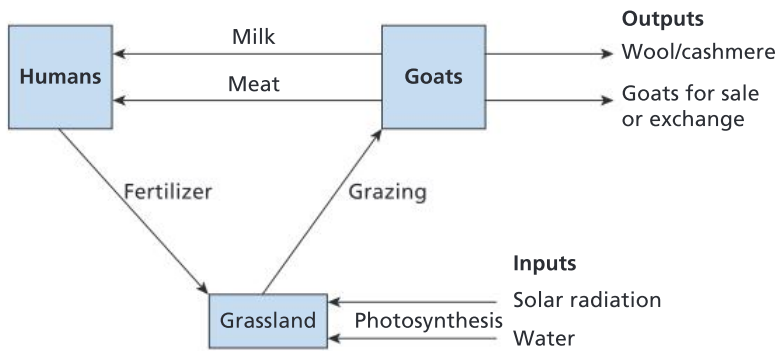 Outputs
Milk
Wool/cashmere
Humans
Goats
Meat
Goats for sale
or exchange
Fertilizer
Grazing
Inputs
Solar radiation
Grassland
Photosynthesis
Water